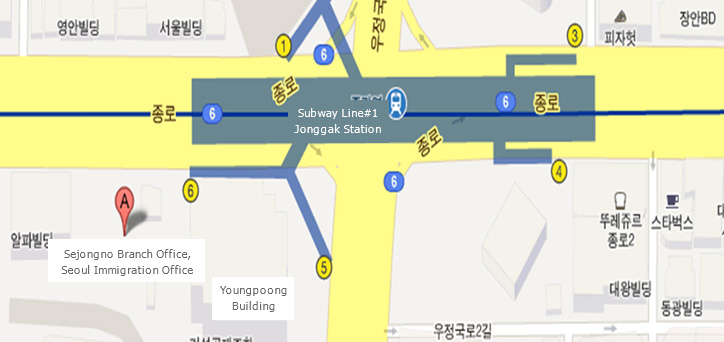 영안빌딩
서울빌딩
우정국로
피자헛
장안BD
1
3
6
종로
종로
6
6
종로
Subway Line#1
Jonggak Station
종로
6
6
4
A
알파빌딩
Sejongno Branch Office,
Seoul Immigration Office
5
Youngpoong
Building
뚜레쥬르
종로2
스타벅스
대왕빌딩
동광빌딩
우정국로2길